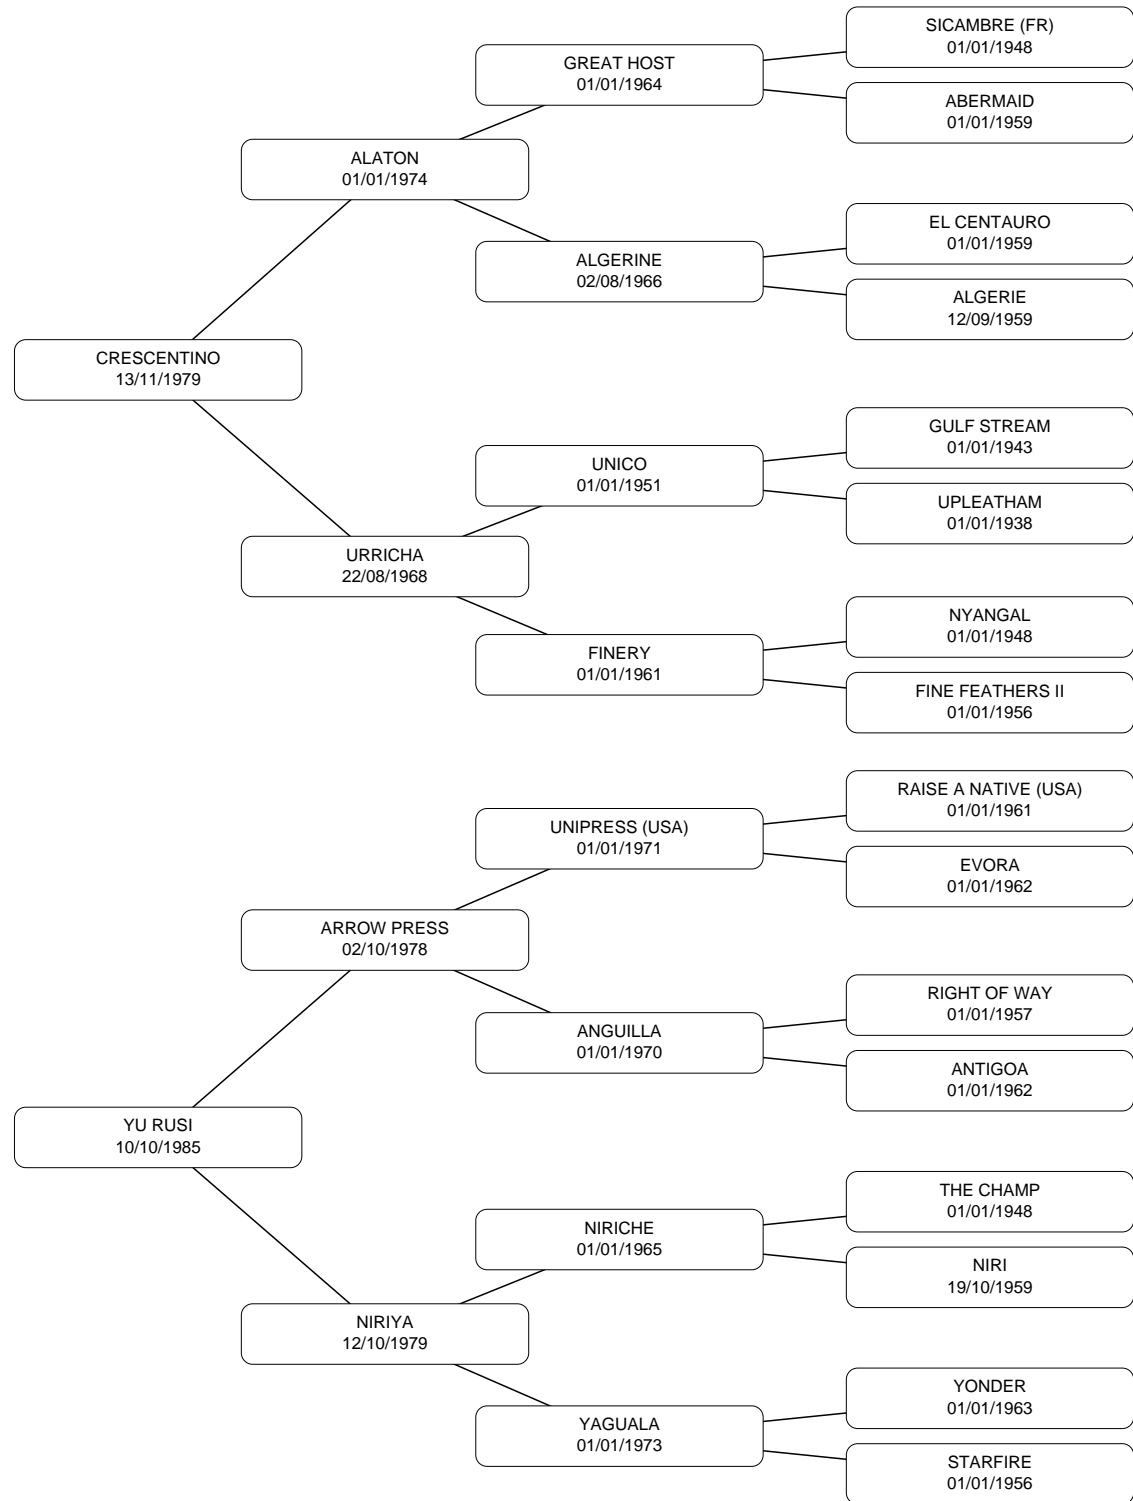 SICAMBRE (FR)
01/01/1948
GREAT HOST
01/01/1964
ABERMAID
01/01/1959
ALATON
01/01/1974
EL CENTAURO
01/01/1959
ALGERINE
02/08/1966
ALGERIE
12/09/1959
CRESCENTINO
13/11/1979
GULF STREAM
01/01/1943
UNICO
01/01/1951
UPLEATHAM
01/01/1938
URRICHA
22/08/1968
NYANGAL
01/01/1948
FINERY
01/01/1961
FINE FEATHERS II
01/01/1956
RAISE A NATIVE (USA)
01/01/1961
UNIPRESS (USA)
01/01/1971
EVORA
01/01/1962
ARROW PRESS
02/10/1978
RIGHT OF WAY
01/01/1957
ANGUILLA
01/01/1970
ANTIGOA
01/01/1962
YU RUSI
10/10/1985
THE CHAMP
01/01/1948
NIRICHE
01/01/1965
NIRI
19/10/1959
NIRIYA
12/10/1979
YONDER
01/01/1963
YAGUALA
01/01/1973
STARFIRE
01/01/1956